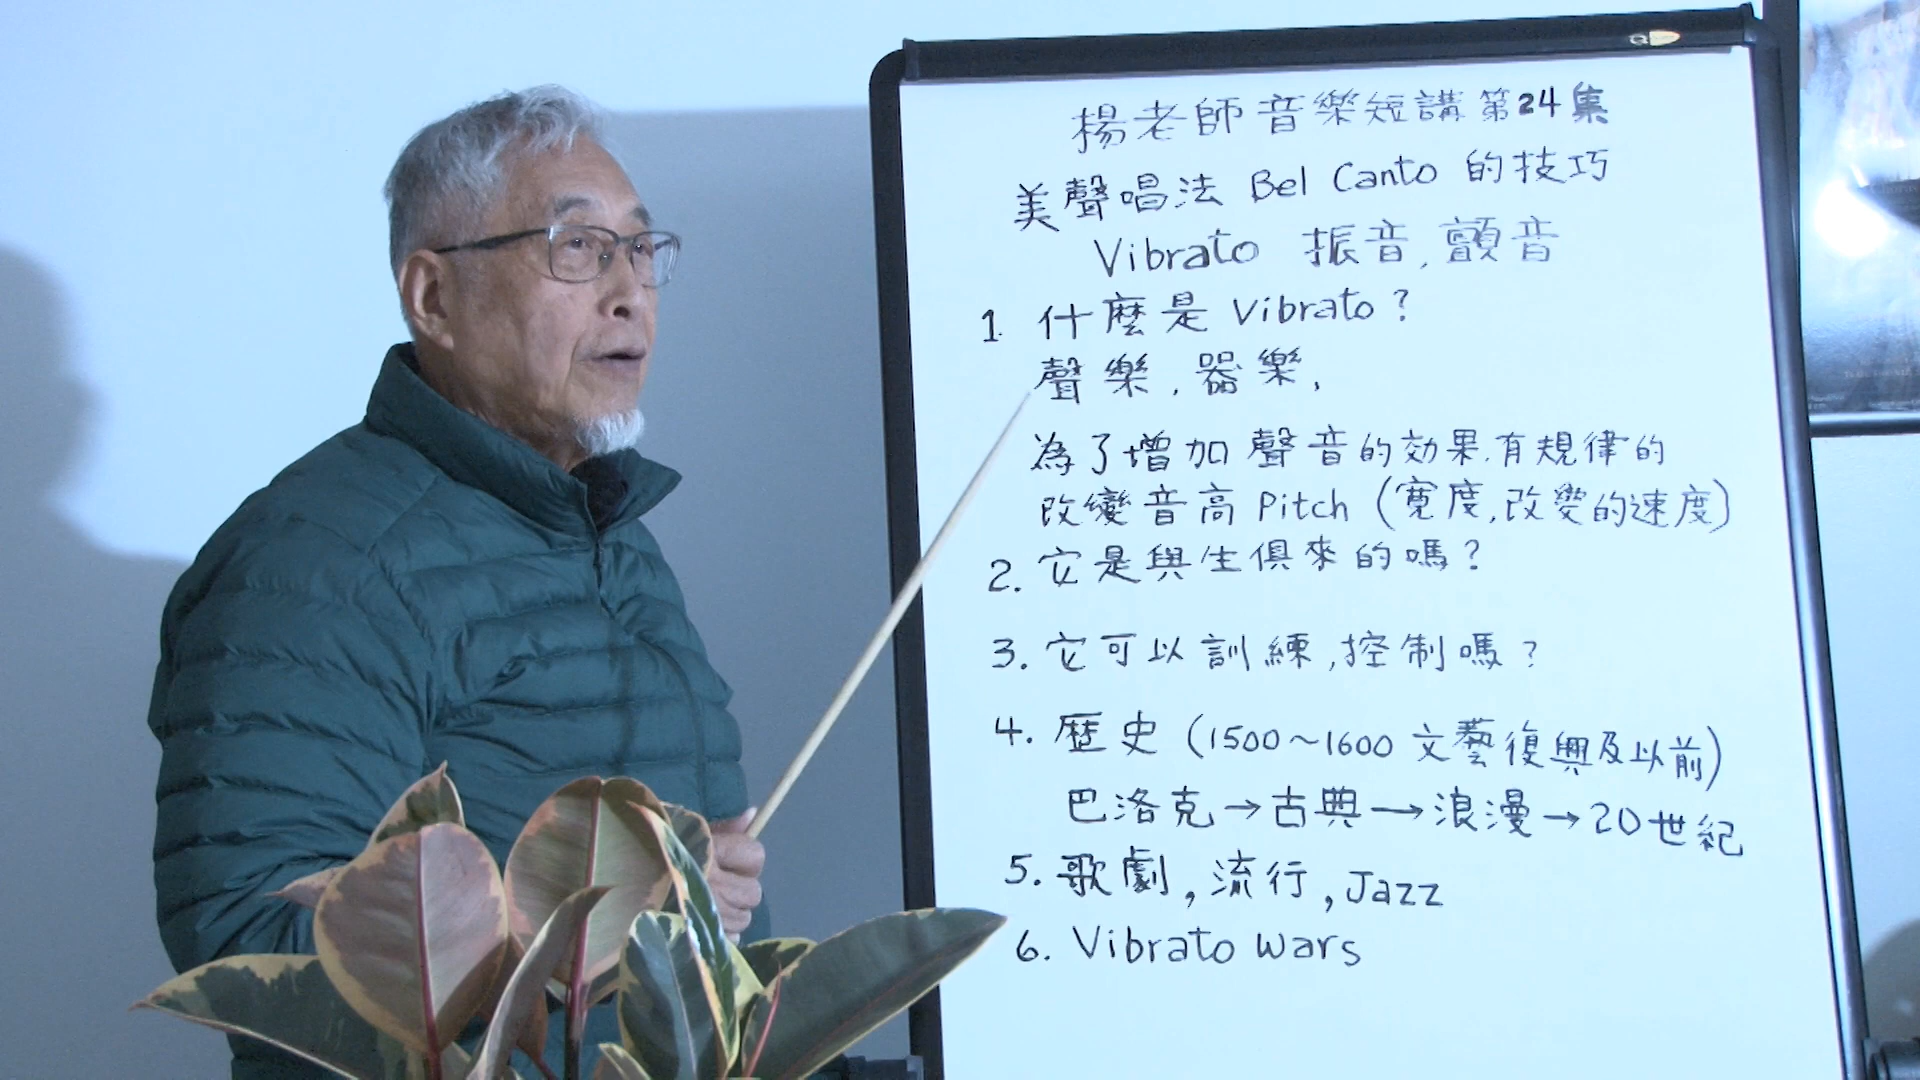 楊老師音樂短講第24集
美聲唱法 Bel Canto 的技巧
Vibrato 振音,顫音
1. 什麼是 Vibrato?
聲樂,器樂,
為了增加聲音的效果.有規律的
改變音高 Pitch (寬度,改變的速度)
2. 它是與生俱來的嗎?
3. 它可以訓練,控制嗎?
4. 歷史 (1500~1600 文藝復興及以前)
巴洛克→古典→浪漫→20世紀
5. 歌劇,流行,Jazz
6. Vibrato wars